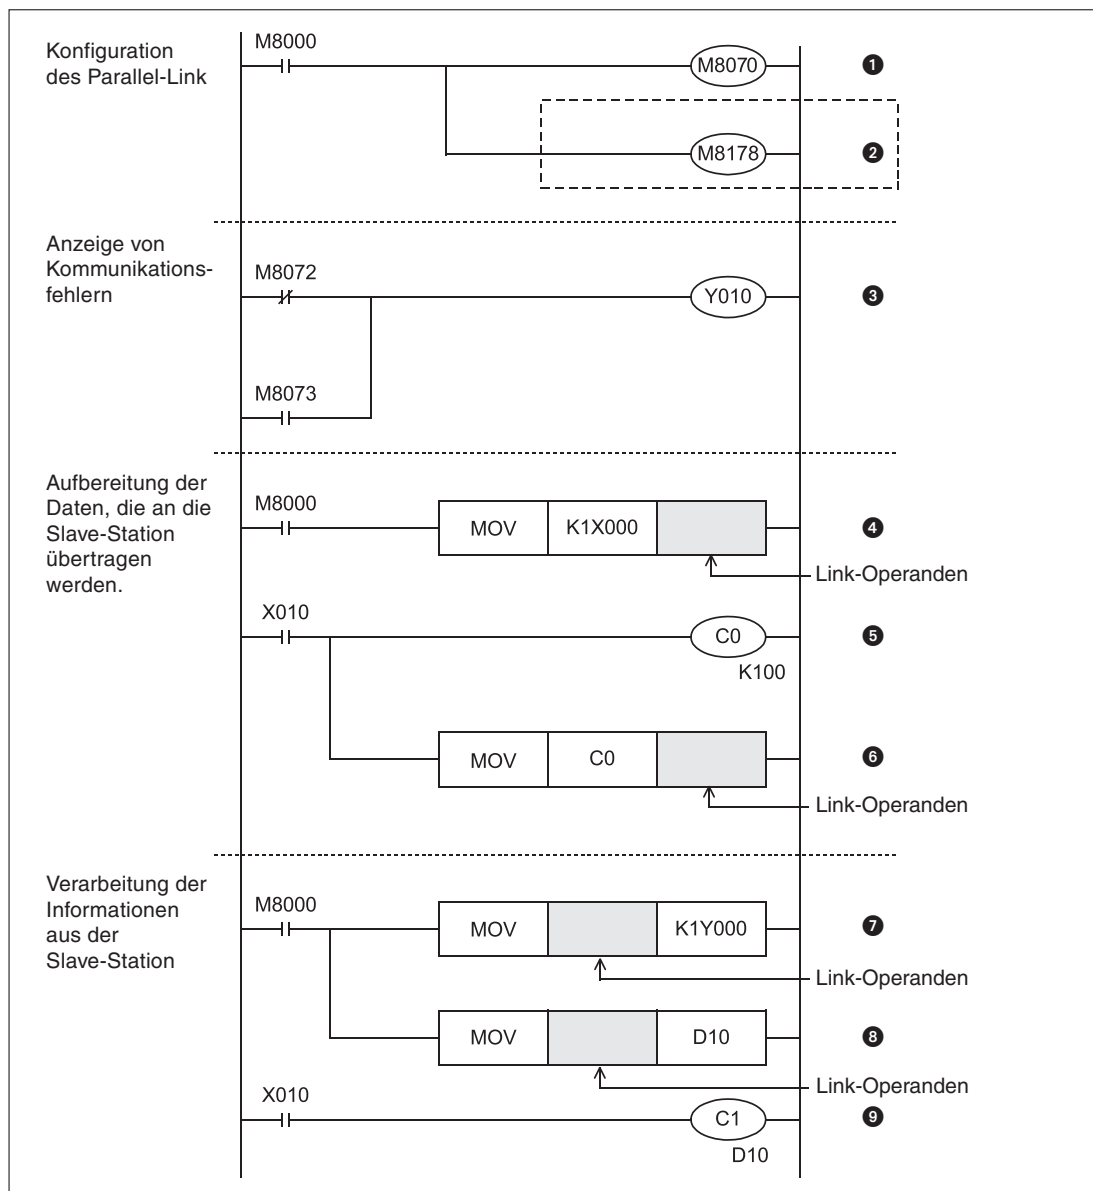 Konfiguration
des Parallel-Link
M8000
M8070
❶
M8178
❷
Anzeige von
Kommunikations-
fehlern
M8072
Y010
❸
M8073
Aufbereitung der
Daten, die an die
Slave-Station
übertragen
werden.
M8000
MOV K1X000
❹
Link-Operanden
X010
C0
❺
K100
MOV C0
❻
Link-Operanden
Verarbeitung der
Informationen
aus der
Slave-Station
M8000
MOV K1Y000
❼
Link-Operanden
MOV D10
❽
Link-Operanden
X010
C1
❾
D10